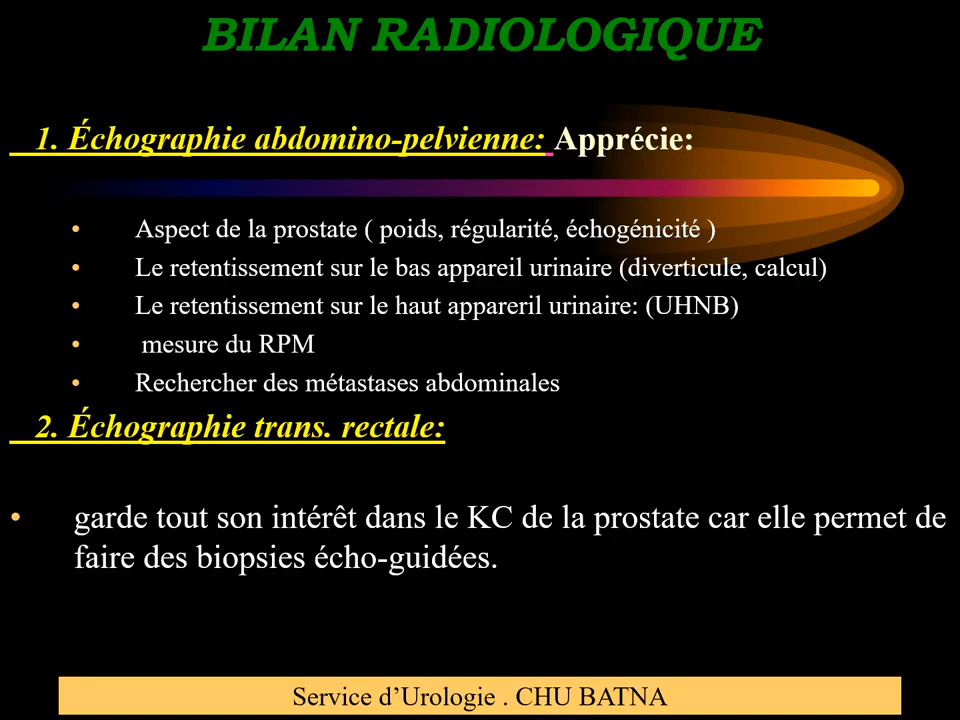 BILAN RADIOLOGIQUE
1. Échographie abdomino-pelvienne: Apprécie:
• Aspect de la prostate ( poids, régularité, échogénicité )
• Le retentissement sur le bas appareil urinaire (diverticule, calcul)
• Le retentissement sur le haut appareril urinaire: (UHNB)
• mesure du RPM
• Rechercher des métastases abdominales
2. Échographie trans. rectale:
• garde tout son intérêt dans le KC de la prostate car elle permet de
faire des biopsies écho-guidées.
Service d’Urologie . CHU BATNA